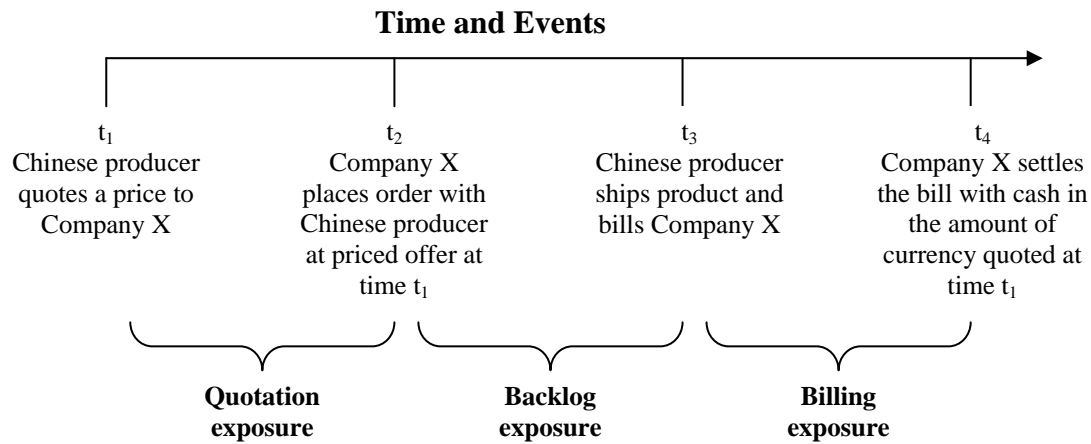 Time and Events
t₁
Chinese producer
quotes a price to
Company X
t₂
Company X
places order with
Chinese producer
at priced offer at
time t₁
t₃
Chinese producer
ships product and
bills Company X
t₄
Company X settles
the bill with cash in
the amount of
currency quoted at
time t₁
Quotation
exposure
Backlog
exposure
Billing
exposure